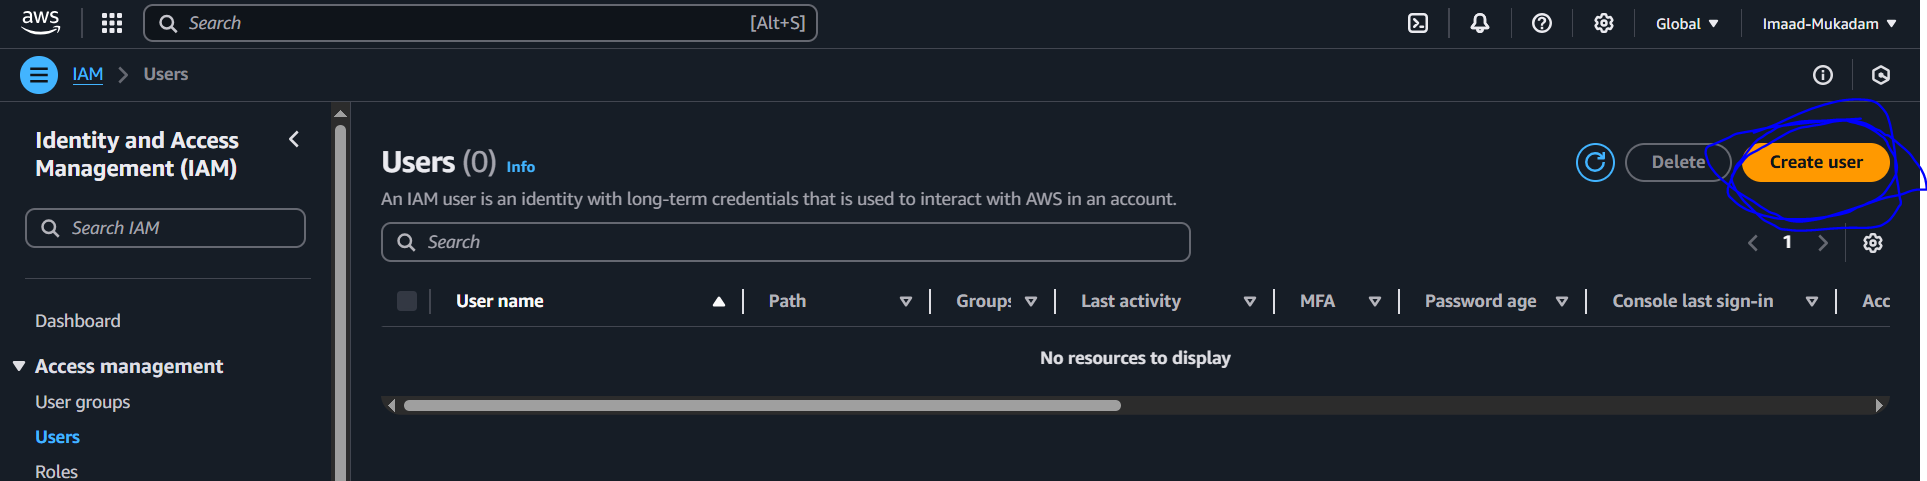 aws
Search [Alt+S]
Global Imaad-Mukadam
IAM Users
Identity and Access
Management (IAM)
Search IAM
Dashboard
Access management
User groups
Users
Roles
Users (0) Info
Delete Create user
An IAM user is an identity with long-term credentials that is used to interact with AWS in an account.
Search
1
User name Path Groups Last activity MFA Password age Console last sign-in Acc
No resources to display